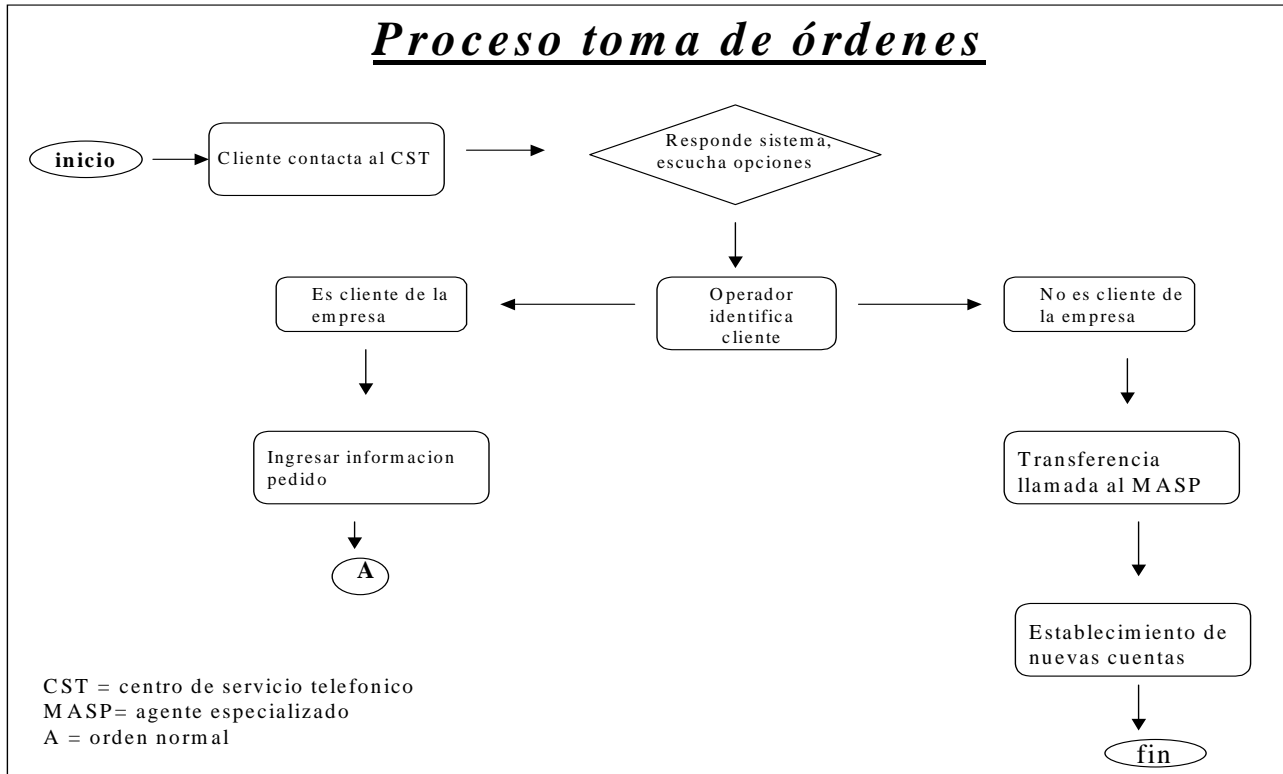 Proceso toma de órdenes
inicio
Cliente contacta al CST
Responde sistema,
escucha opciones
Es cliente de la
empresa
Operador
identifica
cliente
No es cliente de
la empresa
Ingresar informacion
pedido
Transferencia
llamada al MASP
A
Establecimiento de
nuevas cuentas
CST = centro de servicio telefonico
MASP= agente especializado
A = orden normal
fin